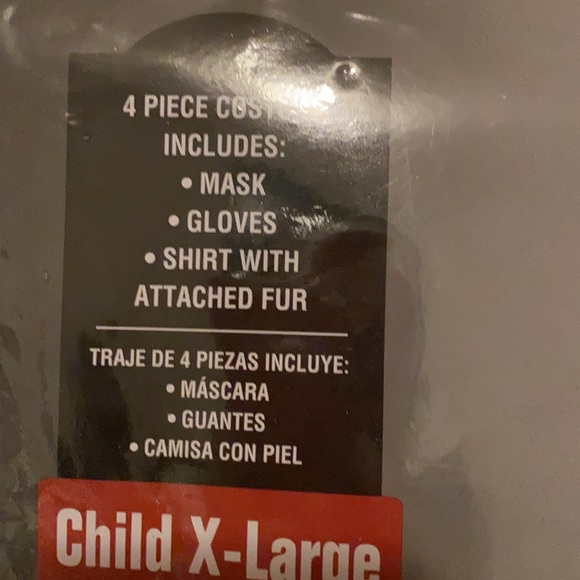 4 PIECE
INCLUDES:
• MASK
• GLOVES
• SHIRT WITH
ATTACHED FUR
TRAJE DE 4 PIEZAS INCLUYE:
• MÁSCARA
• GUANTES
• CAMISA CON PIEL
Child X-Large